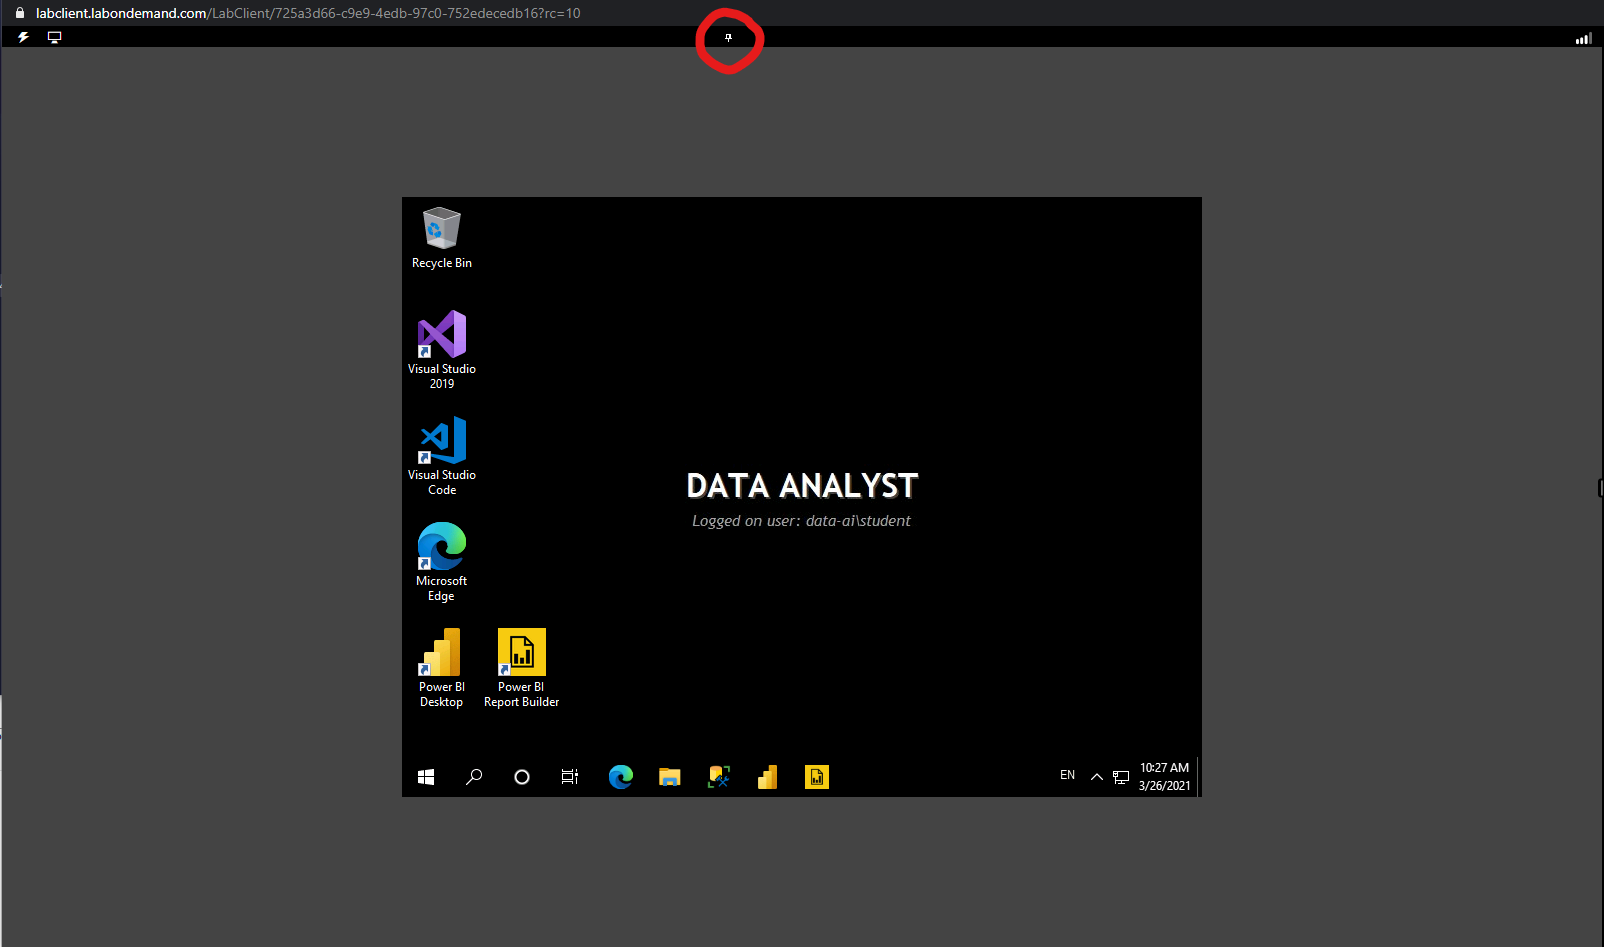 labclient.labondemand.com/LabClient/725a3d66-c9e9-4edb-97c0-752edecedb16?rc=10
Recycle Bin
Visual Studio
2019
Visual Studio
Code
DATA ANALYST
Logged on user: data-ai\student
Microsoft
Edge
Power BI
Desktop
Power BI
Report Builder
EN
10:27 AM
3/26/2021